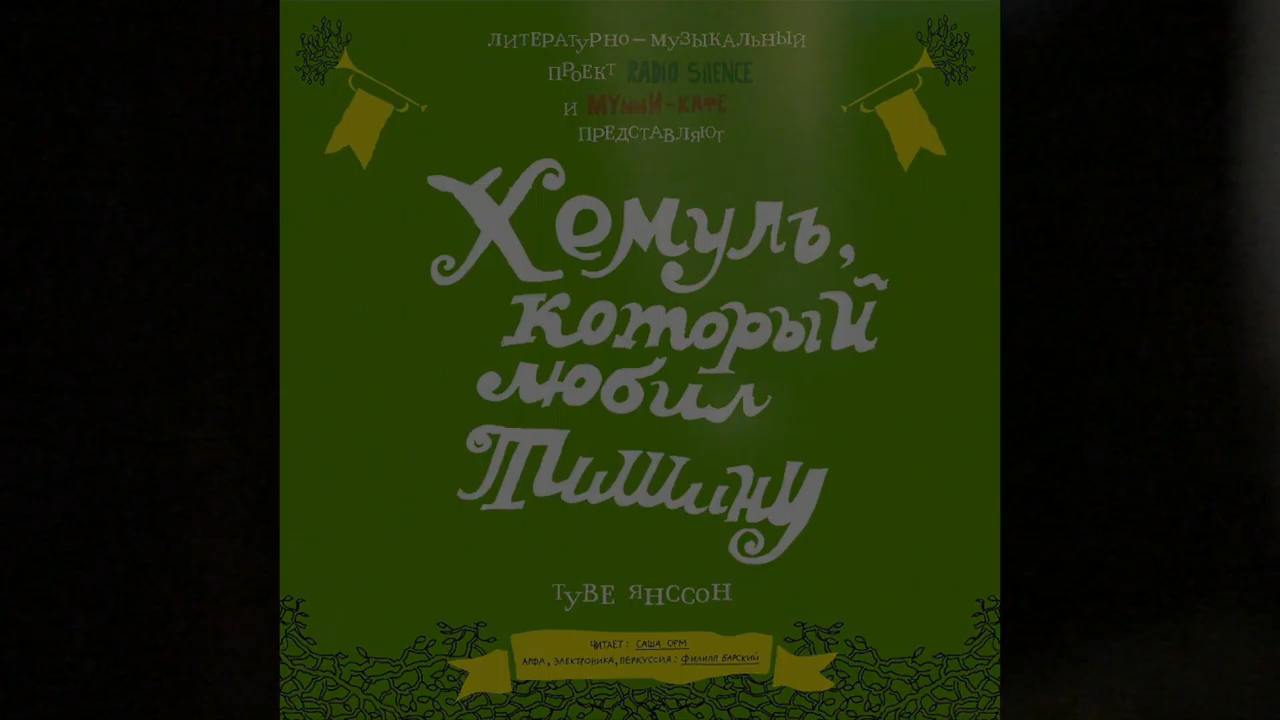 ЛИТЕРАТУРНО-МУЗЫКАЛЬНЫЙ
ПРОЕКТ RADIO SILENCE
И МУММИ-КАФЕ
ПРЕДСТАВЛЯЮТ
Хемуль,
который
любил
Тишину
ТУВЕ ЯНССОН
ЧИТАЕТ: САША ОРМ
АРФА, ЭЛЕКТРОНИКА, ПЕРКУССИЯ: ФИЛИПП БАРСКИЙ